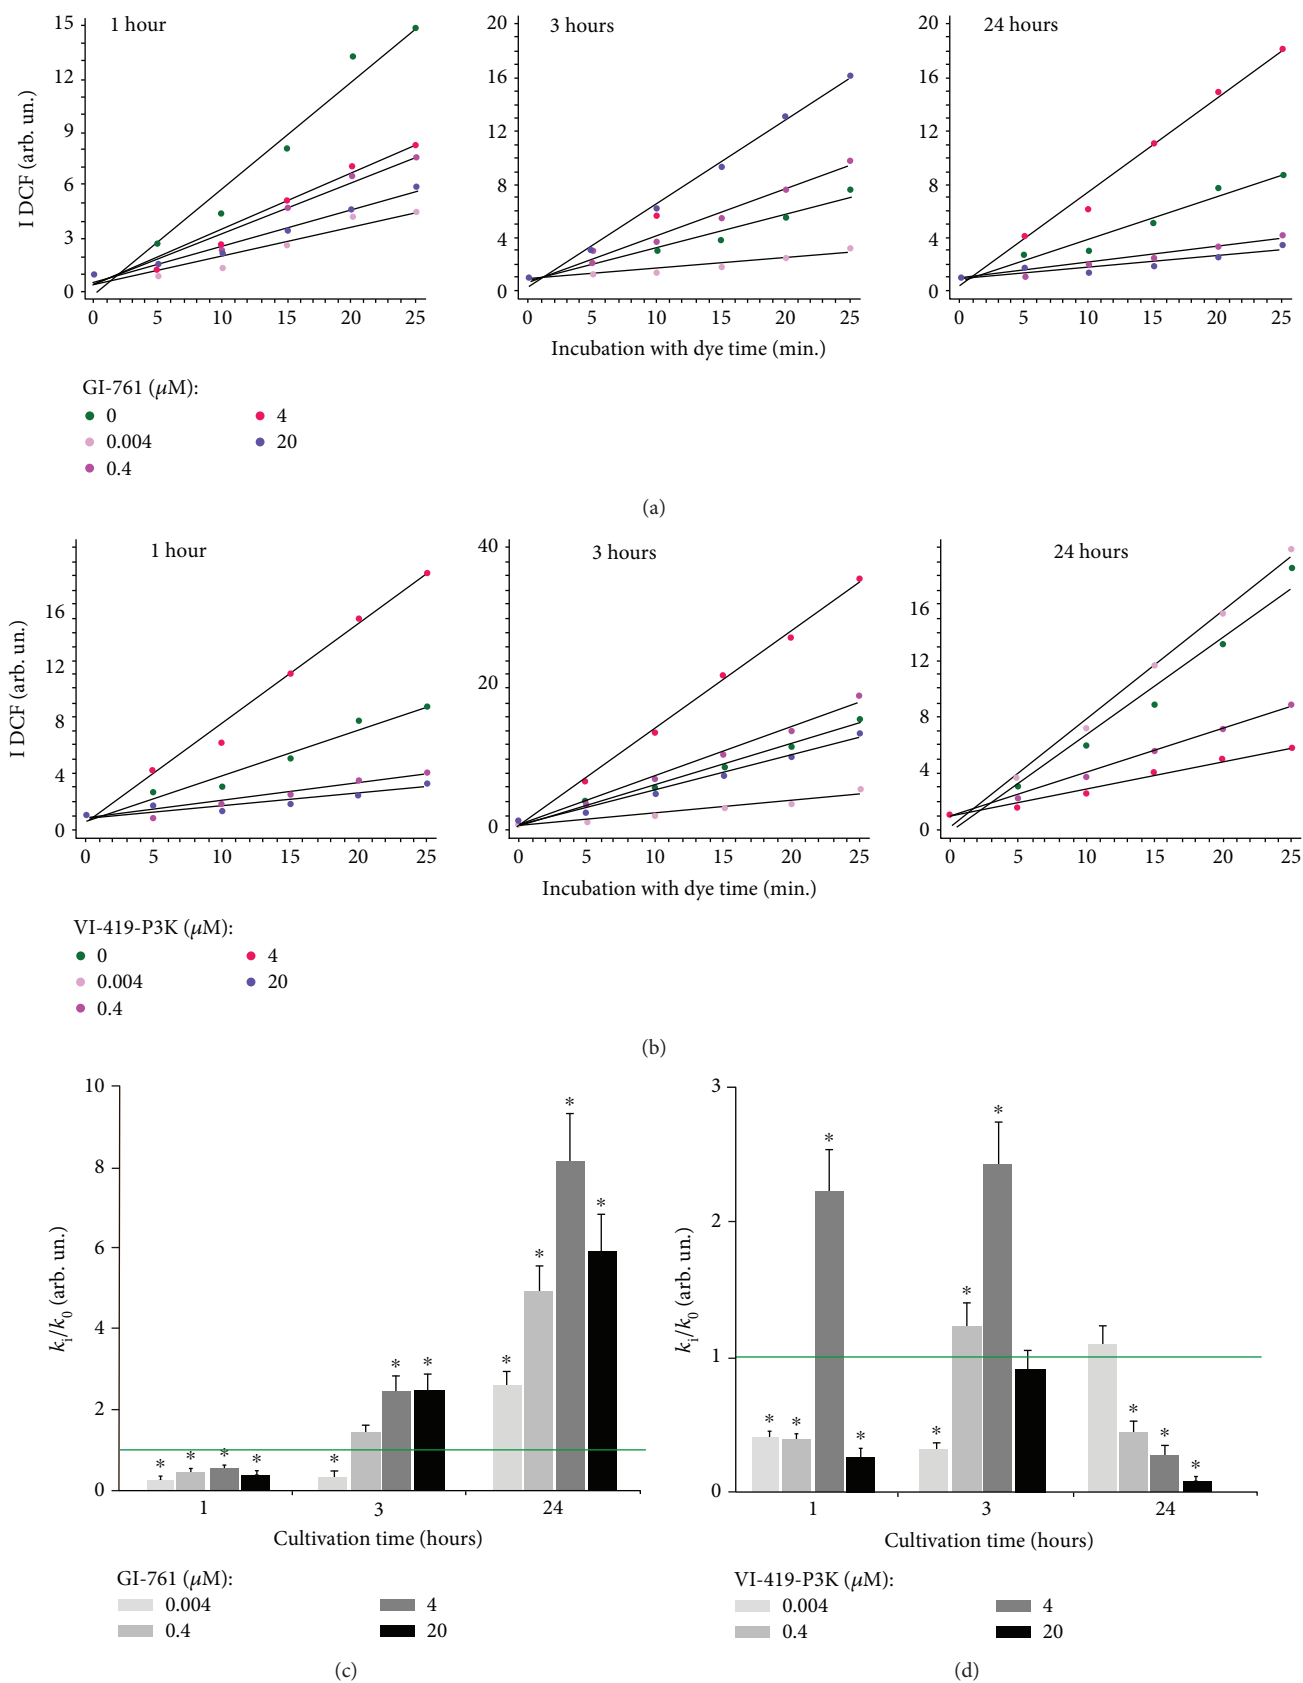 1 hour
3 hours
24 hours
I DCF (arb. un.)
15
12
9
6
3
0
0 5 10 15 20 25
20
16
12
8
4
0
0 5 10 15 20 25
20
16
12
8
4
0
0 5 10 15 20 25
Incubation with dye time (min.)
GI-761 (μM):
0
0.004
0.4
4
20
(a)
1 hour
3 hours
24 hours
I DCF (arb. un.)
16
12
8
4
0
0 5 10 15 20 25
40
20
0
0 5 10 15 20 25
16
12
8
4
0
0 5 10 15 20 25
Incubation with dye time (min.)
VI-419-P3K (μM):
0
0.004
0.4
4
20
(b)
kᵢ/k₀ (arb. un.)
10
8
6
4
2
0
* * * *
* * *
* * * *
1 3 24
Cultivation time (hours)
GI-761 (μM):
0.004
0.4
4
20
(c)
kᵢ/k₀ (arb. un.)
3
2
1
0
* * * *
* * *
* * *
1 3 24
Cultivation time (hours)
VI-419-P3K (μM):
0.004
0.4
4
20
(d)